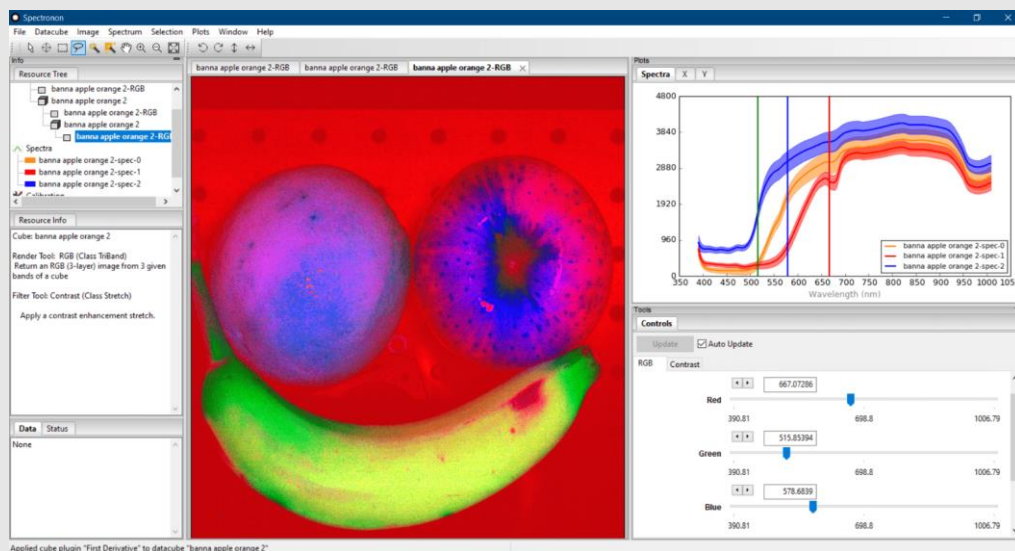 Spectronon
File Datacube Image Spectrum Selection Plots Window Help
Info
Resource Tree
banna apple orange 2-RGB
banna apple orange 2
banna apple orange 2-RGB
banna apple orange 2
banna apple orange 2-RGB
Spectra
banna apple orange 2-spec-0
banna apple orange 2-spec-1
banna apple orange 2-spec-2
Calibration
Resource Info
Cube: banna apple orange 2
Render Tool: RGB (Class TriBand)
Return an RGB (3-layer) image from 3 given
bands of a cube
Filter Tool: Contrast (Class Stretch)
Apply a contrast enhancement stretch.
Data Status
None
banna apple orange 2-RGB banna apple orange 2-RGB banna apple orange 2-RGB
Plots
Spectra X Y
4800
3840
2880
1920
960
0
350 400 450 500 550 600 650 700 750 800 850 900 950 1000 1050
Wavelength (nm)
banna apple orange 2-spec-0
banna apple orange 2-spec-1
banna apple orange 2-spec-2
Tools
Controls
Update Auto Update
RGB Contrast
667.07286
Red
390.81 698.8 1006.79
515.85394
Green
390.81 698.8 1006.79
578.6839
Blue
390.81 698.8 1006.79
Applied cube plugin "First Derivative" to datacube "banna apple orange 2"